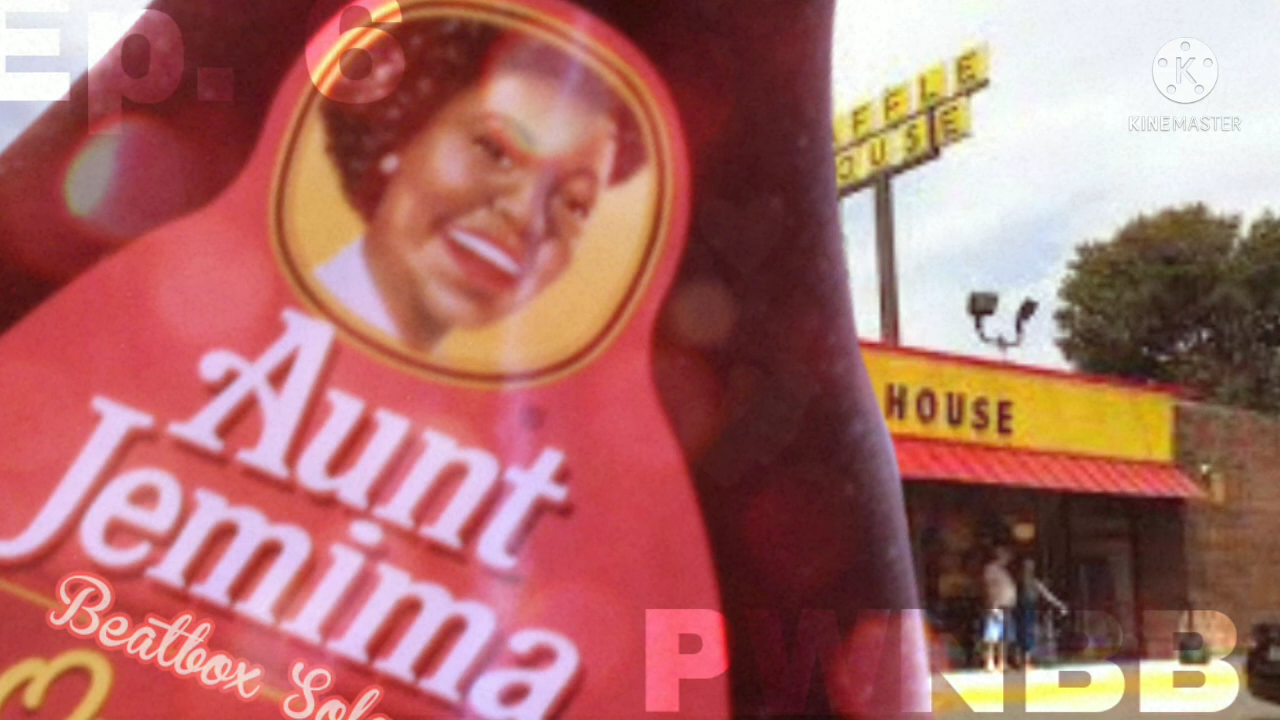 Ep. 6
FFLE
OUSE
K
KINEMASTER
HOUSE
Aunt
Jemima
Beatbox Solo
PWNBB